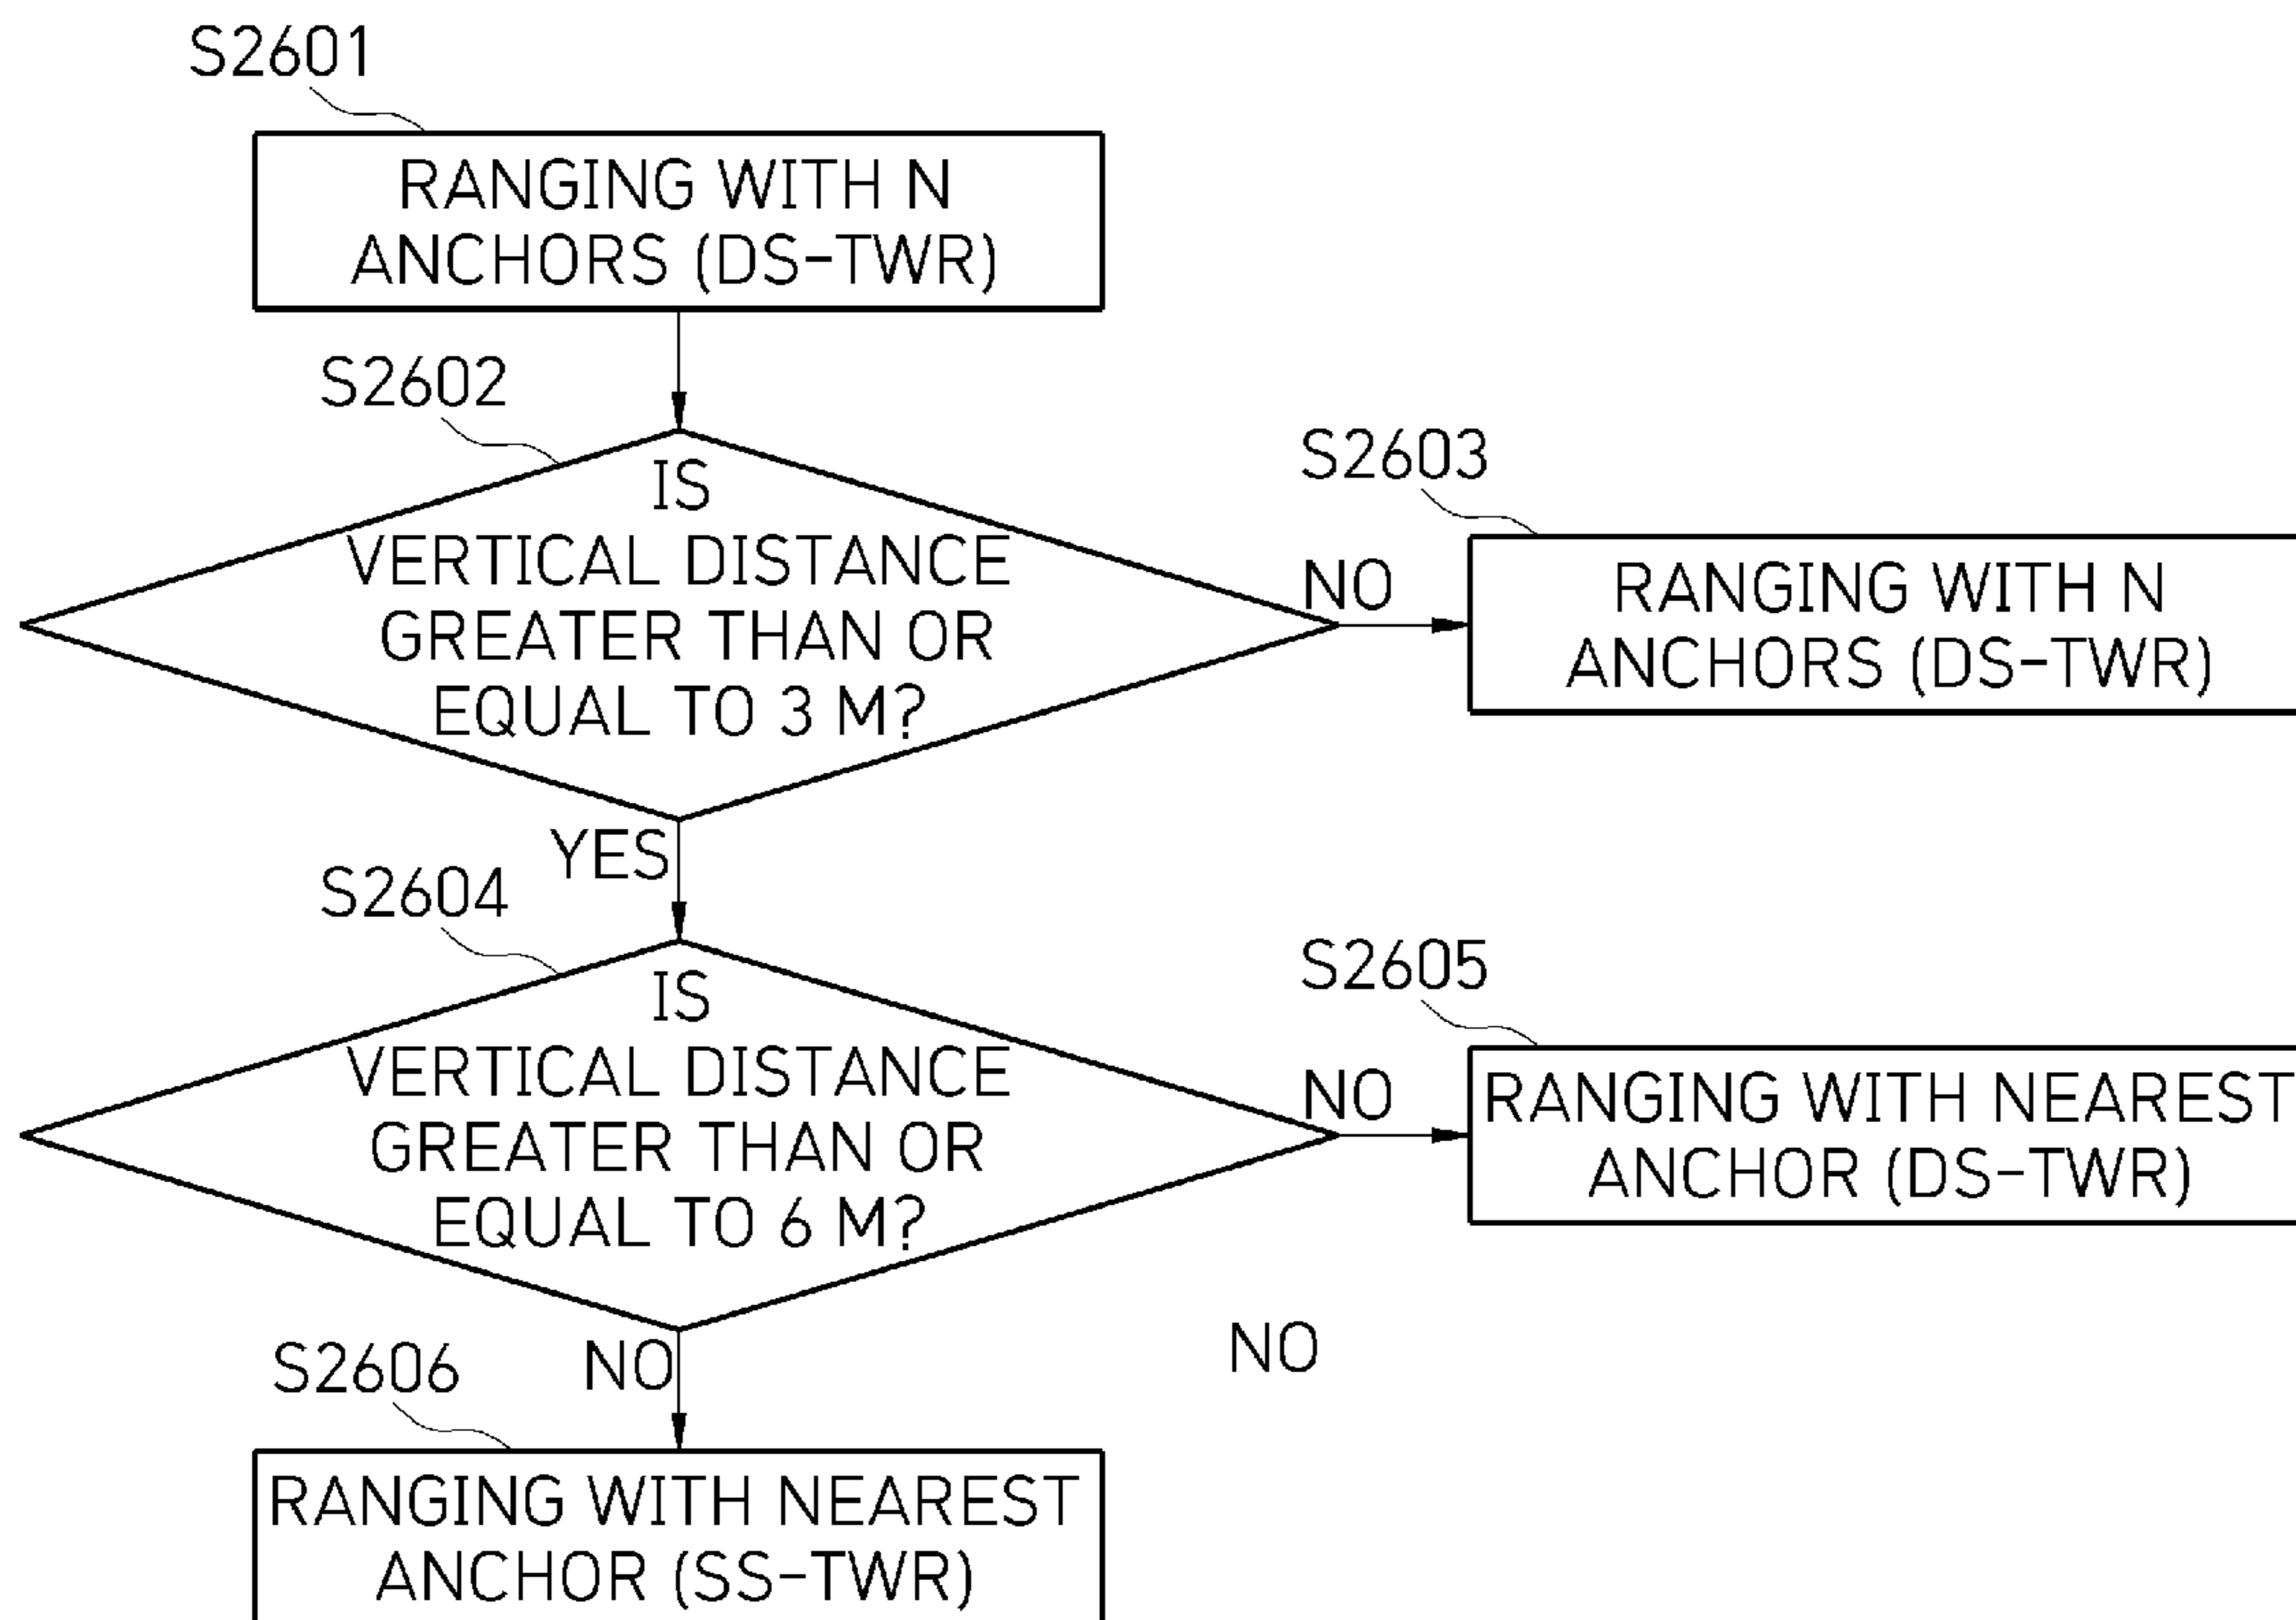 S2601
RANGING WITH N
ANCHORS (DS-TWR)
S2602
IS
VERTICAL DISTANCE
GREATER THAN OR
EQUAL TO 3 M?
NO
S2603
RANGING WITH N
ANCHORS (DS-TWR)
YES
S2604
IS
VERTICAL DISTANCE
GREATER THAN OR
EQUAL TO 6 M?
NO
S2605
RANGING WITH NEAREST
ANCHOR (DS-TWR)
NO
NO
S2606
RANGING WITH NEAREST
ANCHOR (SS-TWR)